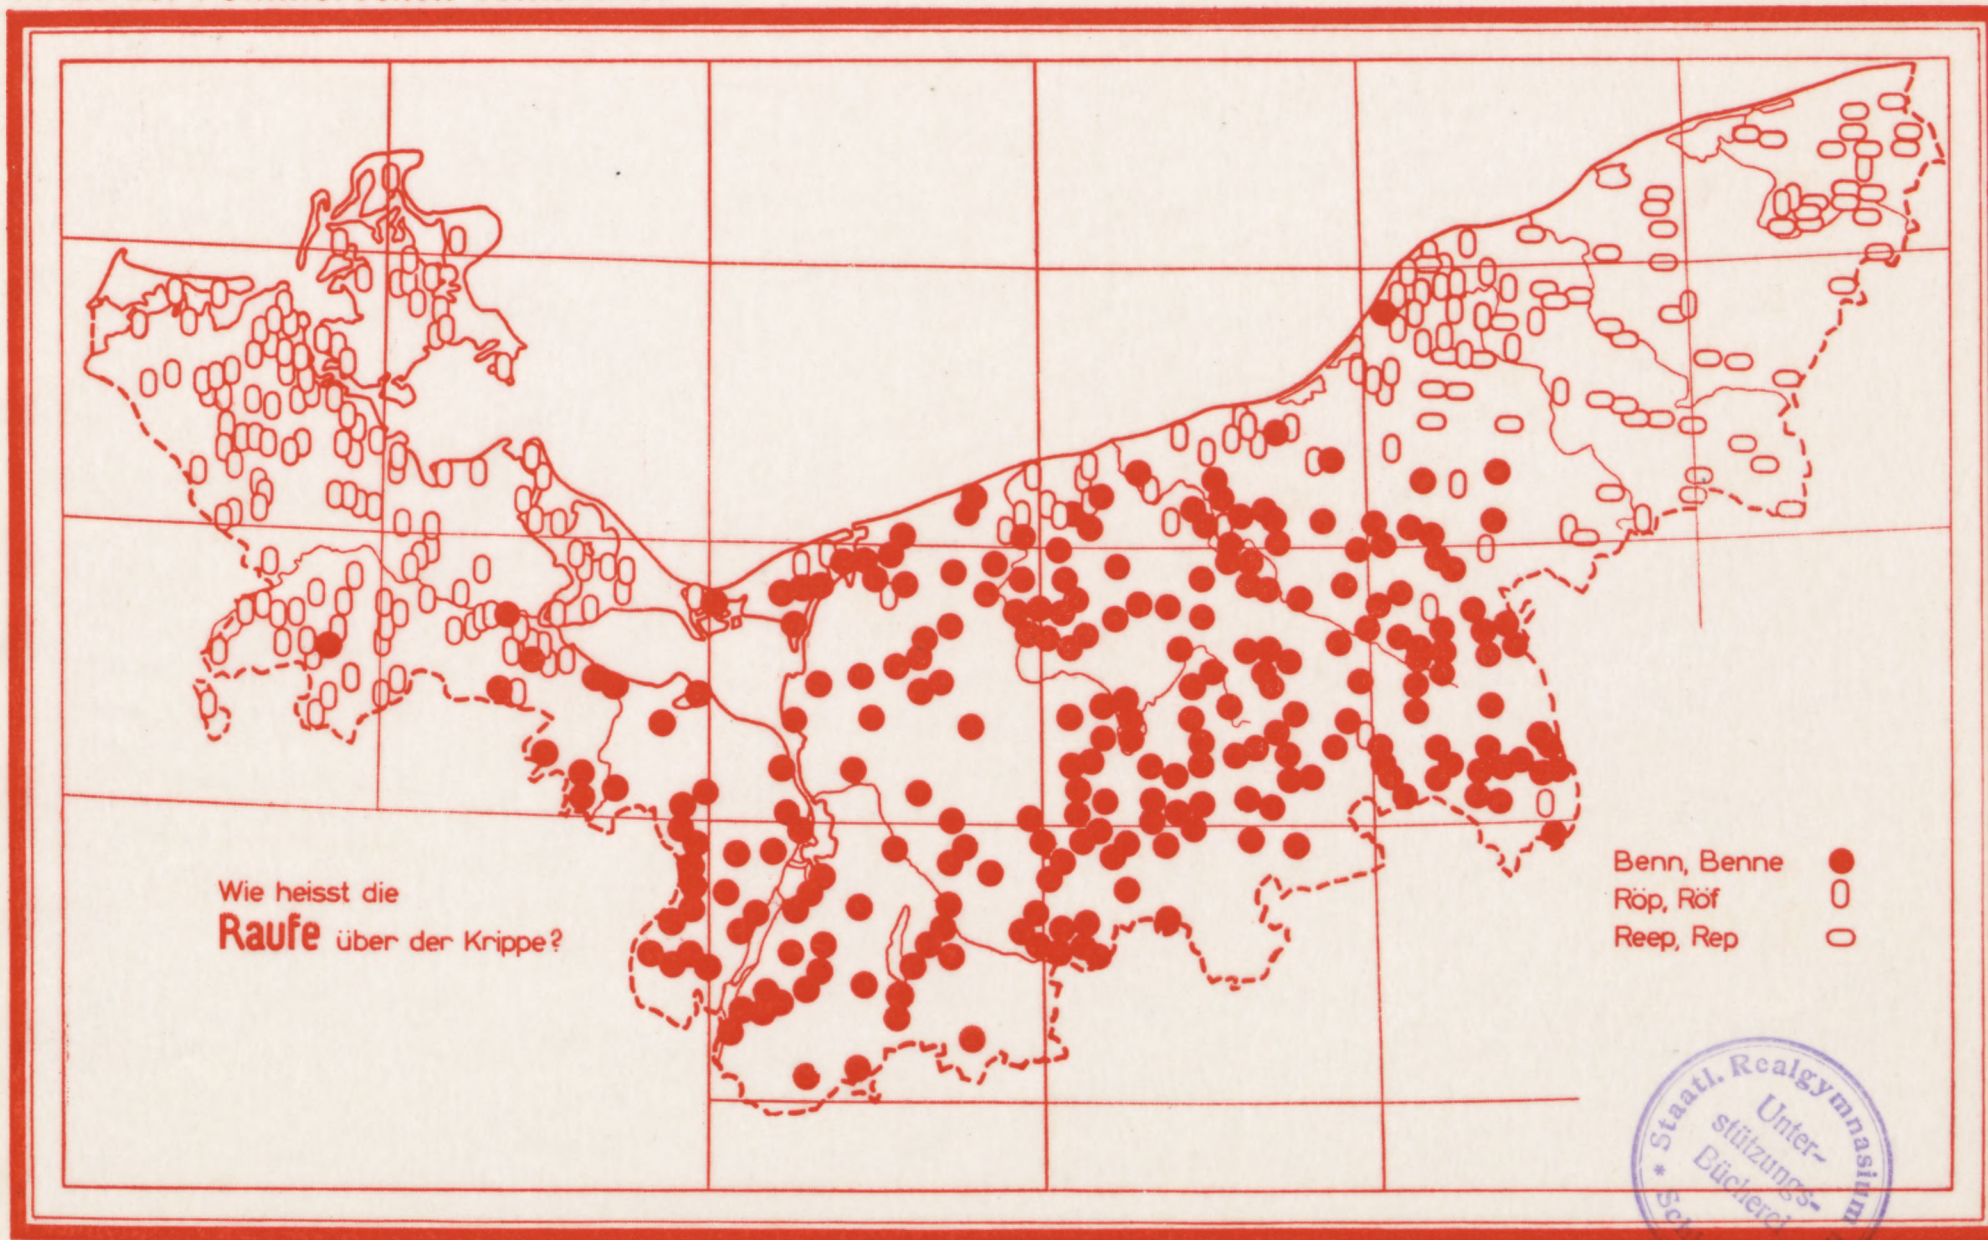 Wie heisst die
Raufe über der Krippe?
Benn, Benne
Röp, Röf
Reep, Rep
* Staatl. Realgymnasium
Unter-
stützungs-
Bücherei